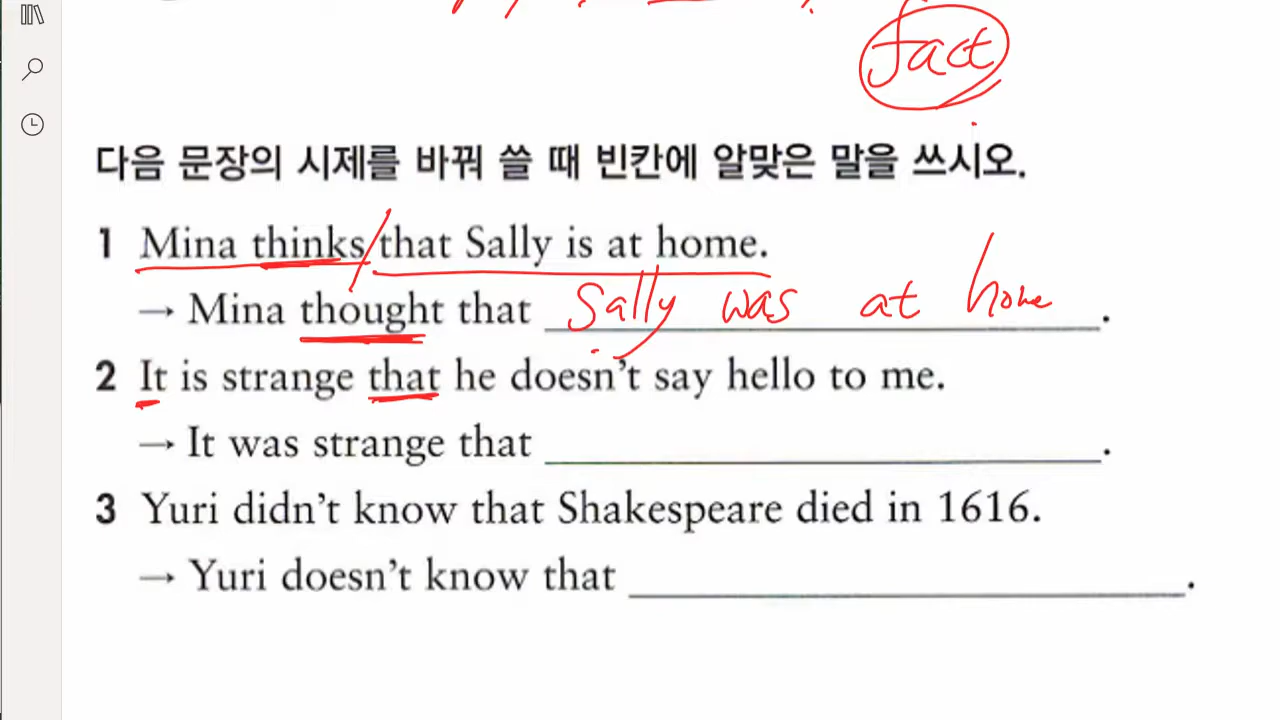 fact
다음 문장의 시제를 바꿔 쓸 때 빈칸에 알맞은 말을 쓰시오.
1 Mina thinks that Sally is at home.
→ Mina thought that Sally was at home.
2 It is strange that he doesn't say hello to me.
→ It was strange that ____________.
3 Yuri didn't know that Shakespeare died in 1616.
→ Yuri doesn't know that ____________.